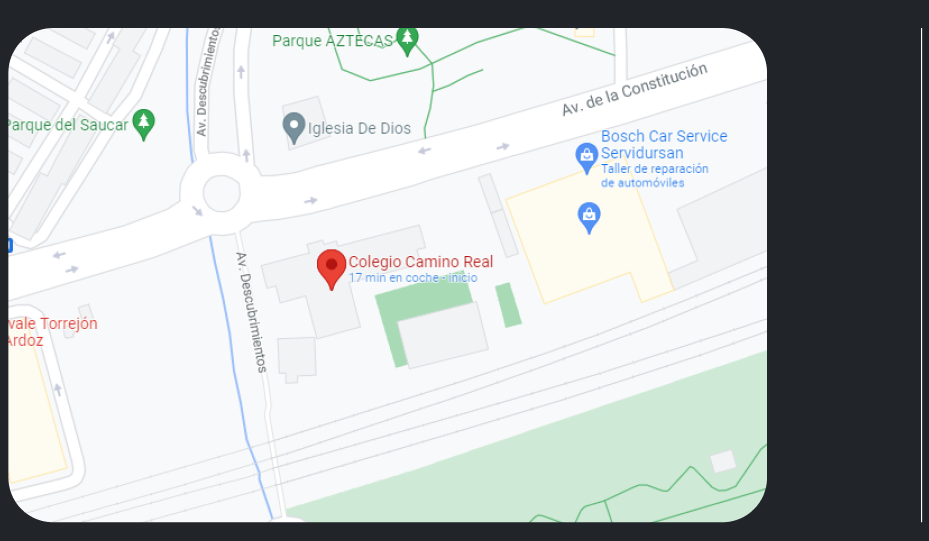 Parque AZTECAS
Av. Descubrimientos
Av. de la Constitución
Parque del Saucar
Iglesia De Dios
Bosch Car Service
Servidursan
Taller de reparación
de automóviles
Colegio Camino Real
17 min en coche - inicio
Av. Descubrimientos
vale Torrejón
Ardoz